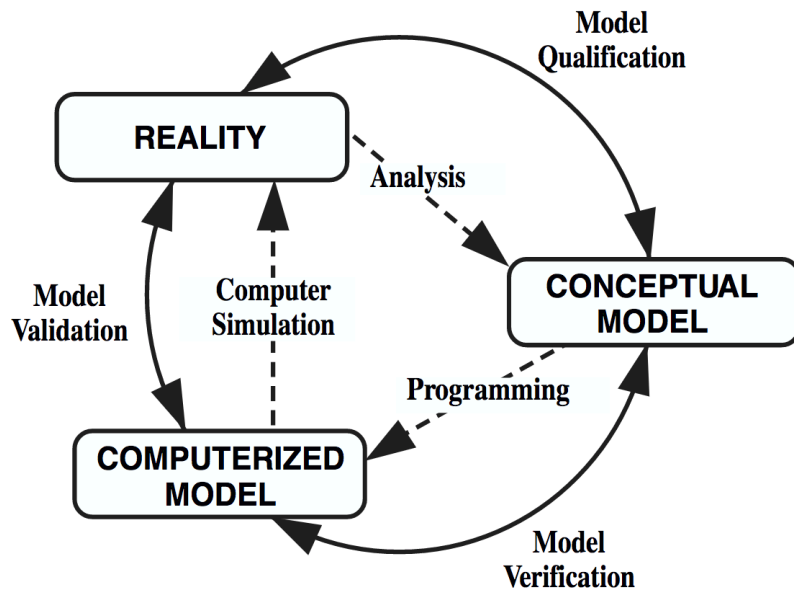 Model
Qualification
REALITY
Analysis
CONCEPTUAL
MODEL
Model
Validation
Computer
Simulation
Programming
COMPUTERIZED
MODEL
Model
Verification